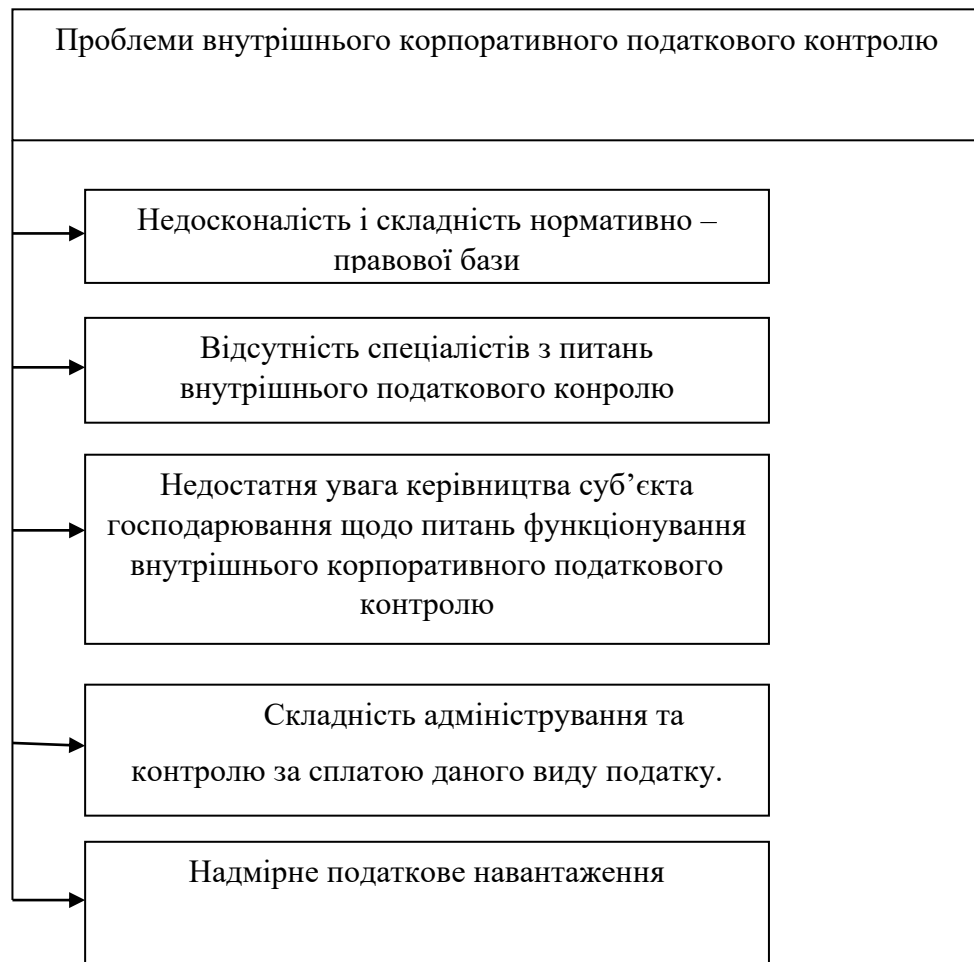 Проблеми внутрішнього корпоративного податкового контролю
Недосконалість і складність нормативно –
правової бази
Відсутність спеціалістів з питань
внутрішнього податкового конролю
Недостатня увага керівництва суб’єкта
господарювання щодо питань функціонування
внутрішнього корпоративного податкового
контролю
Складність адміністрування та
контролю за сплатою даного виду податку.
Надмірне податкове навантаження